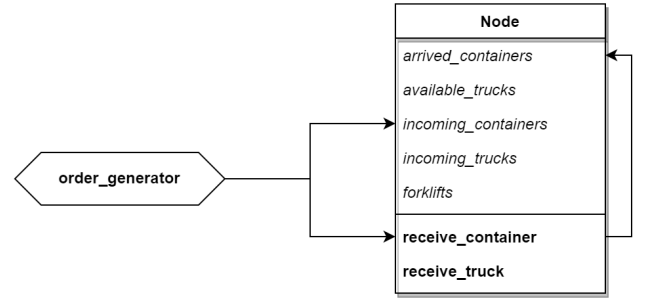 Node
arrived_containers
available_trucks
incoming_containers
incoming_trucks
forklifts
order_generator
receive_container
receive_truck